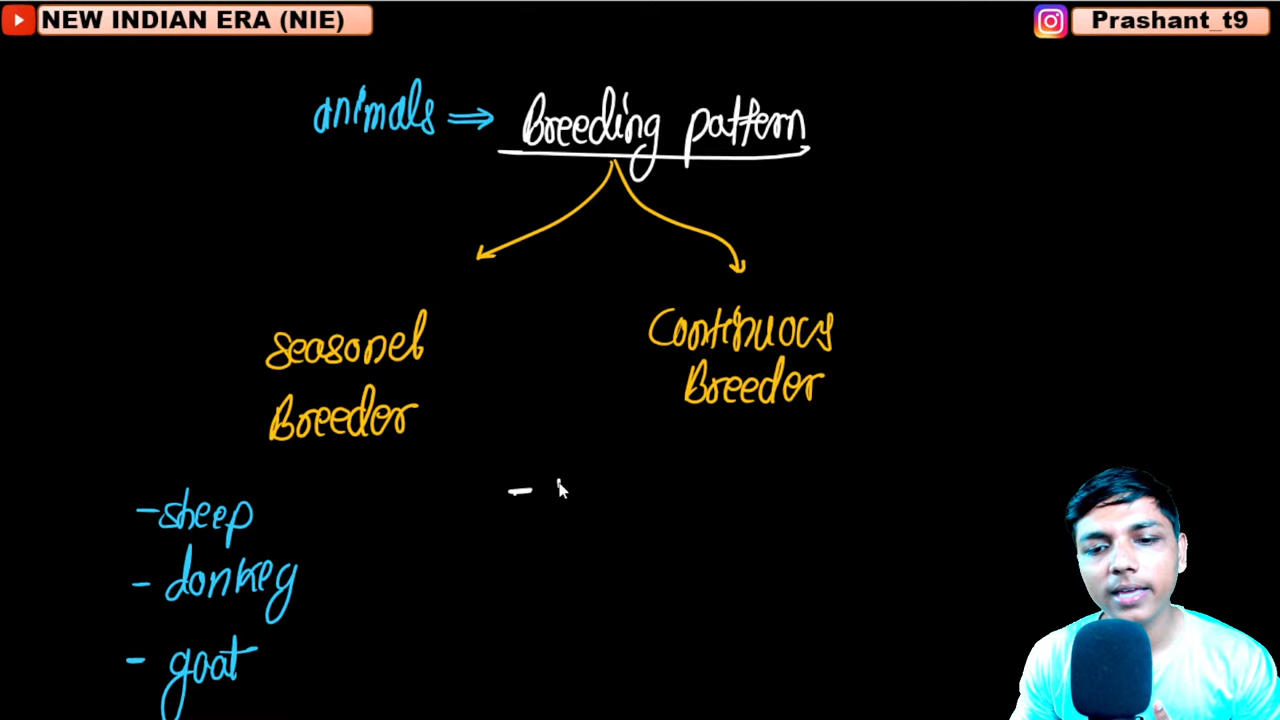 NEW INDIAN ERA (NIE)
Prashant_t9
animals ⇒ Breeding pattern
Seasonal
Breeder
Continuous
Breeder
- sheep
- donkey
- goat